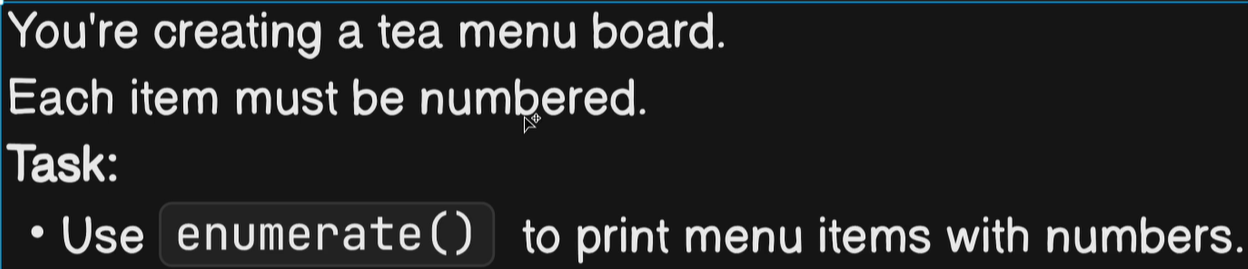 You're creating a tea menu board.
Each item must be numbered.
Task:
• Use enumerate() to print menu items with numbers.